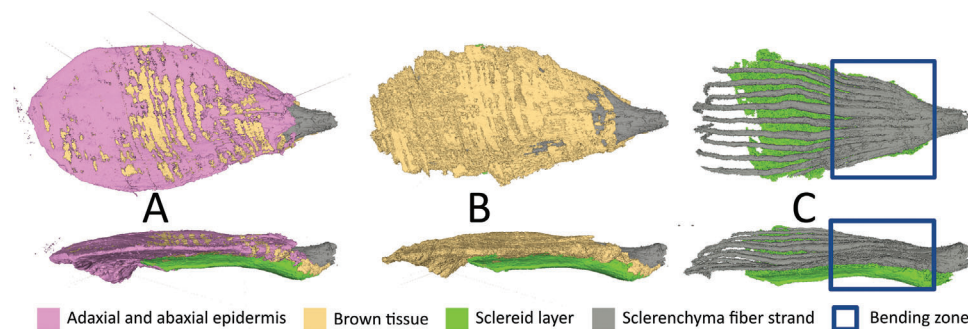 A
B
C
Adaxial and abaxial epidermis
Brown tissue
Sclereid layer
Sclerenchyma fiber strand
Bending zone